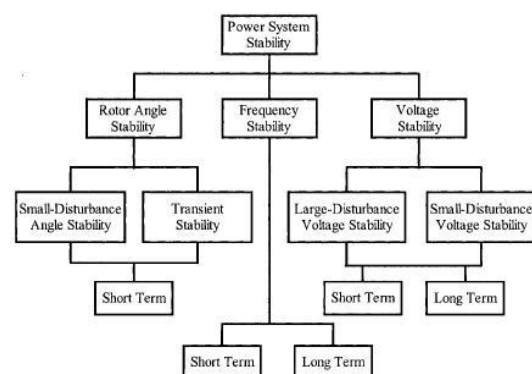 Power System
Stability
Rotor Angle
Stability
Frequency
Stability
Voltage
Stability
Small-Disturbance
Angle Stability
Transient
Stability
Large-Disturbance
Voltage Stability
Small-Disturbance
Voltage Stability
Short Term
Short Term
Long Term
Short Term
Long Term